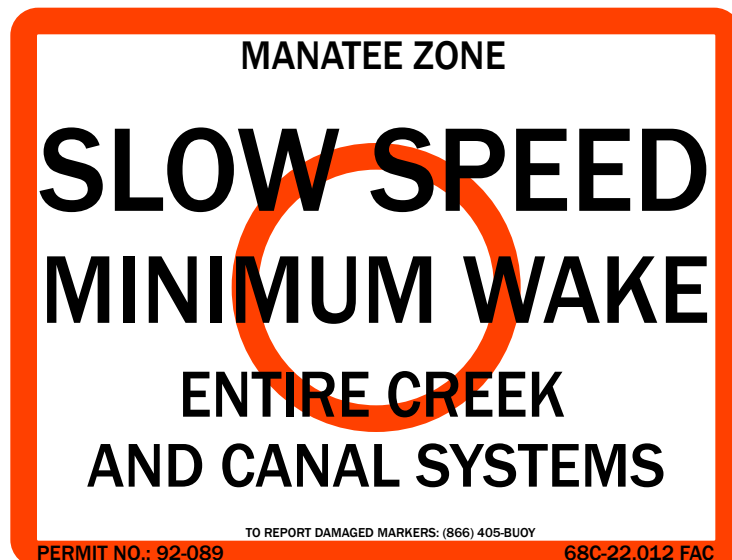 MANATEE ZONE
SLOW SPEED
MINIMUM WAKE
ENTIRE CREEK
AND CANAL SYSTEMS
TO REPORT DAMAGED MARKERS: (866) 405-BUOY
PERMIT NO.: 92-089 68C-22.012 FAC